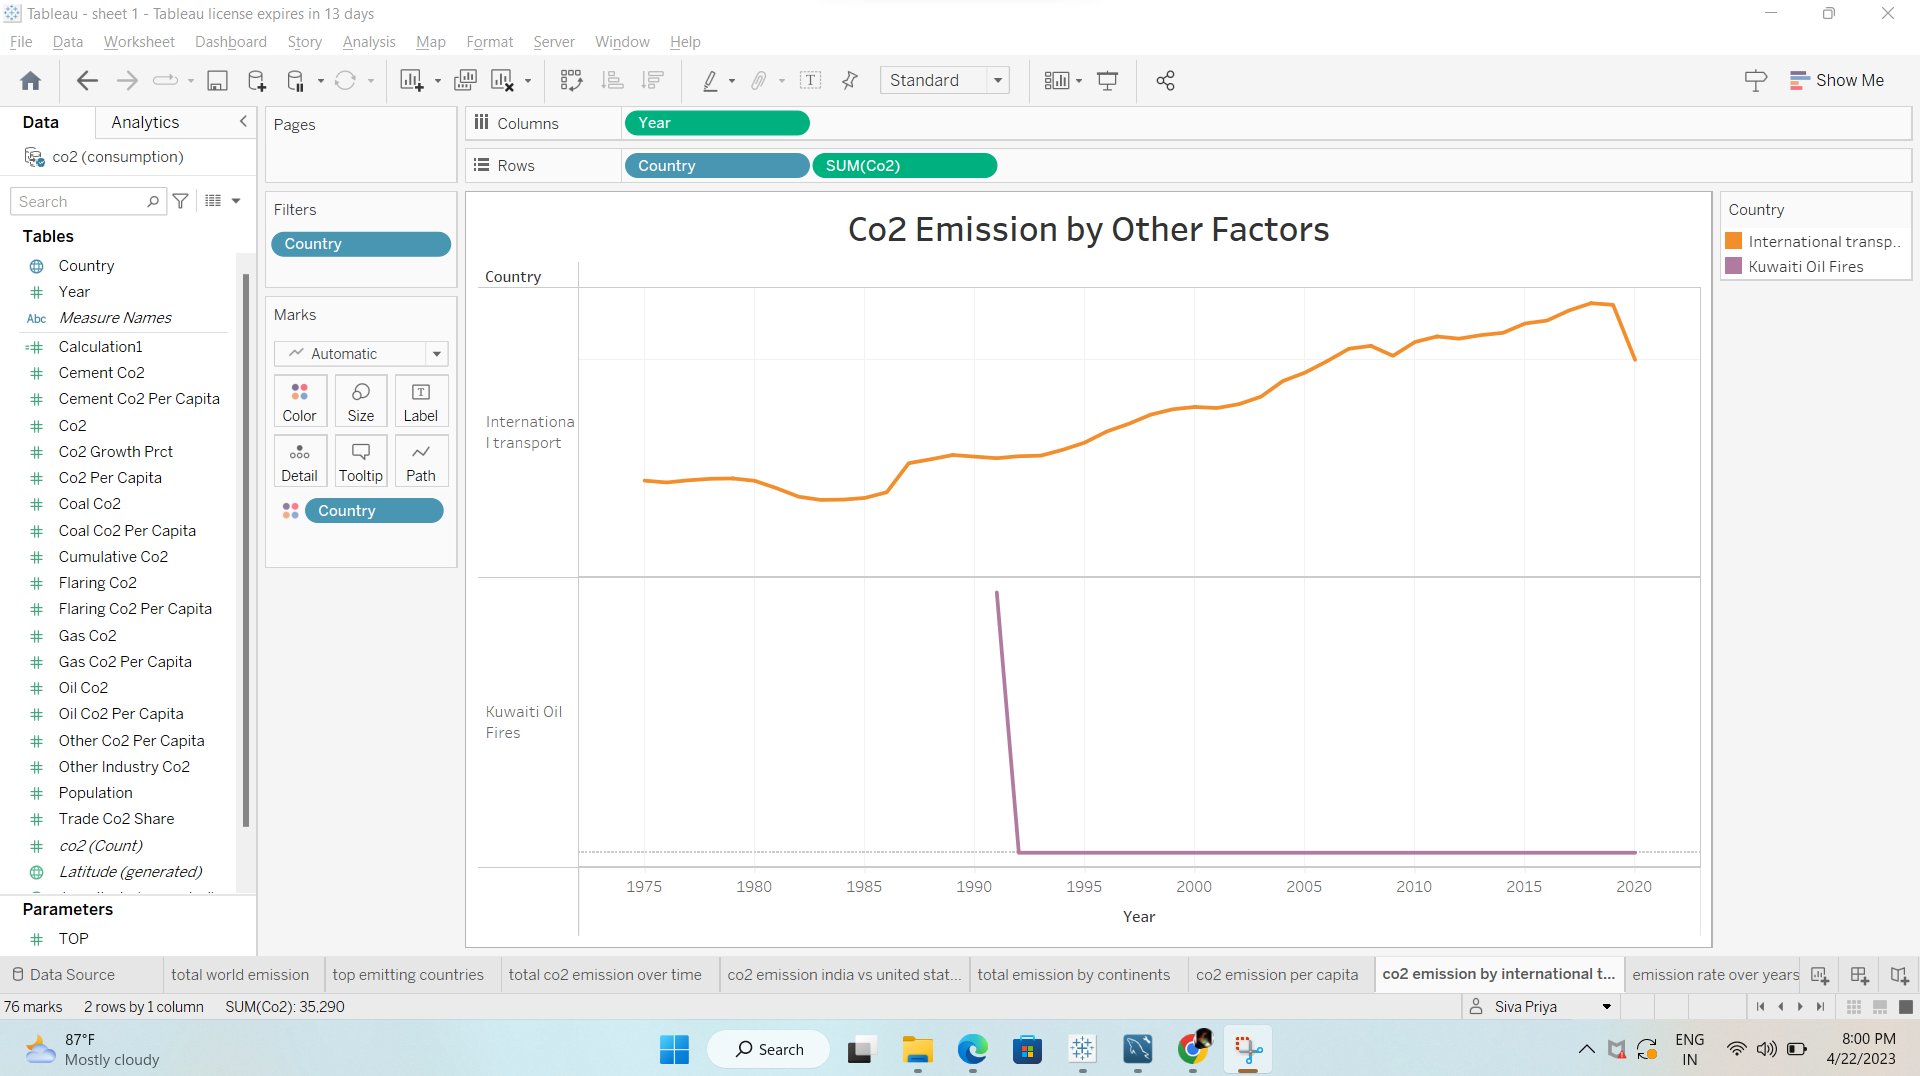 Tableau - sheet 1 - Tableau license expires in 13 days
File Data Worksheet Dashboard Story Analysis Map Format Server Window Help
Standard
Show Me
Data Analytics
co2 (consumption)
Search
Tables
Country
Year
Abc Measure Names
Calculation1
Cement Co2
Cement Co2 Per Capita
Co2
Co2 Growth Prct
Co2 Per Capita
Coal Co2
Coal Co2 Per Capita
Cumulative Co2
Flaring Co2
Flaring Co2 Per Capita
Gas Co2
Gas Co2 Per Capita
Oil Co2
Oil Co2 Per Capita
Other Co2 Per Capita
Other Industry Co2
Population
Trade Co2 Share
co2 (Count)
Latitude (generated)
Parameters
TOP
Pages
Filters
Country
Marks
Automatic
Color Size Label
Detail Tooltip Path
Country
Columns Year
Rows Country SUM(Co2)
Co2 Emission by Other Factors
Country
Internationa
l transport
Kuwaiti Oil
Fires
1975 1980 1985 1990 1995 2000 2005 2010 2015 2020
Year
Country
International transp..
Kuwaiti Oil Fires
Data Source total world emission top emitting countries total co2 emission over time co2 emission india vs united stat... total emission by continents co2 emission per capita co2 emission by international t... emission rate over years
76 marks 2 rows by 1 column SUM(Co2): 35,290 Siva Priya
87°F
Mostly cloudy
Search
ENG
IN
8:00 PM
4/22/2023